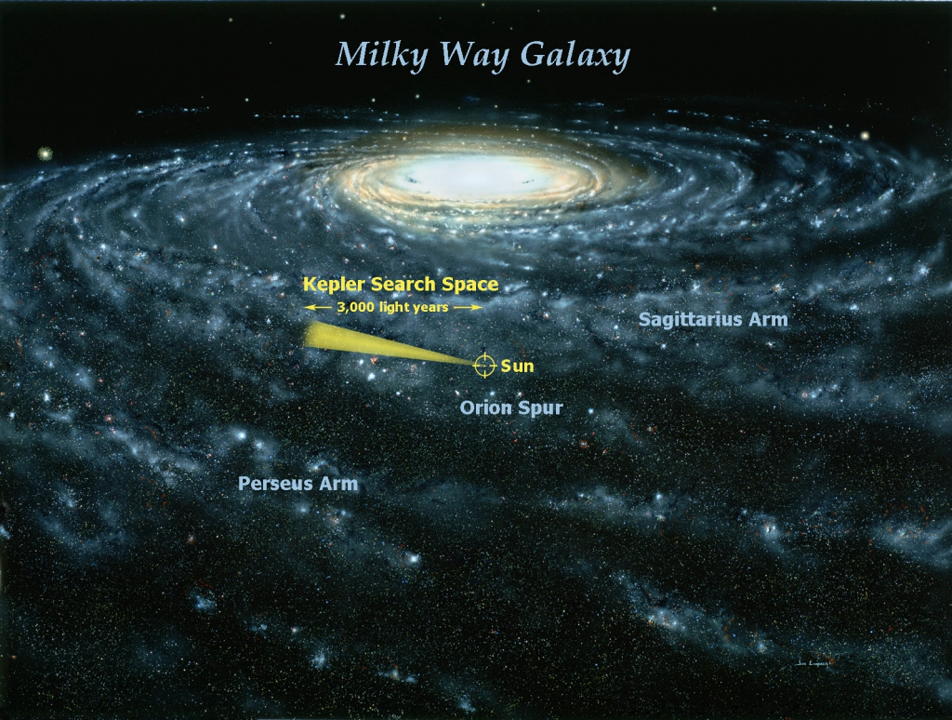 Milky Way Galaxy
Kepler Search Space
3,000 light years
Sagittarius Arm
Sun
Orion Spur
Perseus Arm